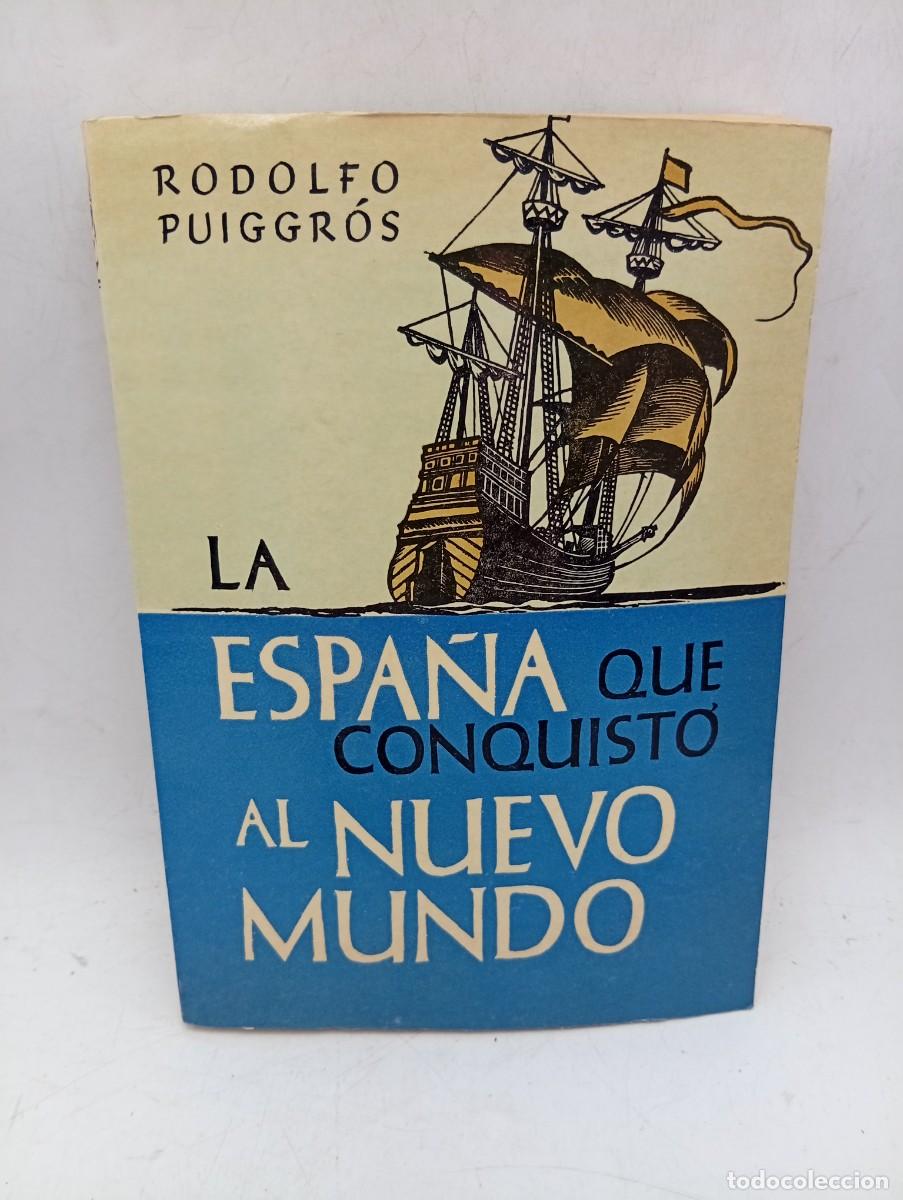 RODOLFO
PUIGGRÓS
LA
ESPAÑA QUE
CONQUISTÓ
AL NUEVO
MUNDO
todocoleccion